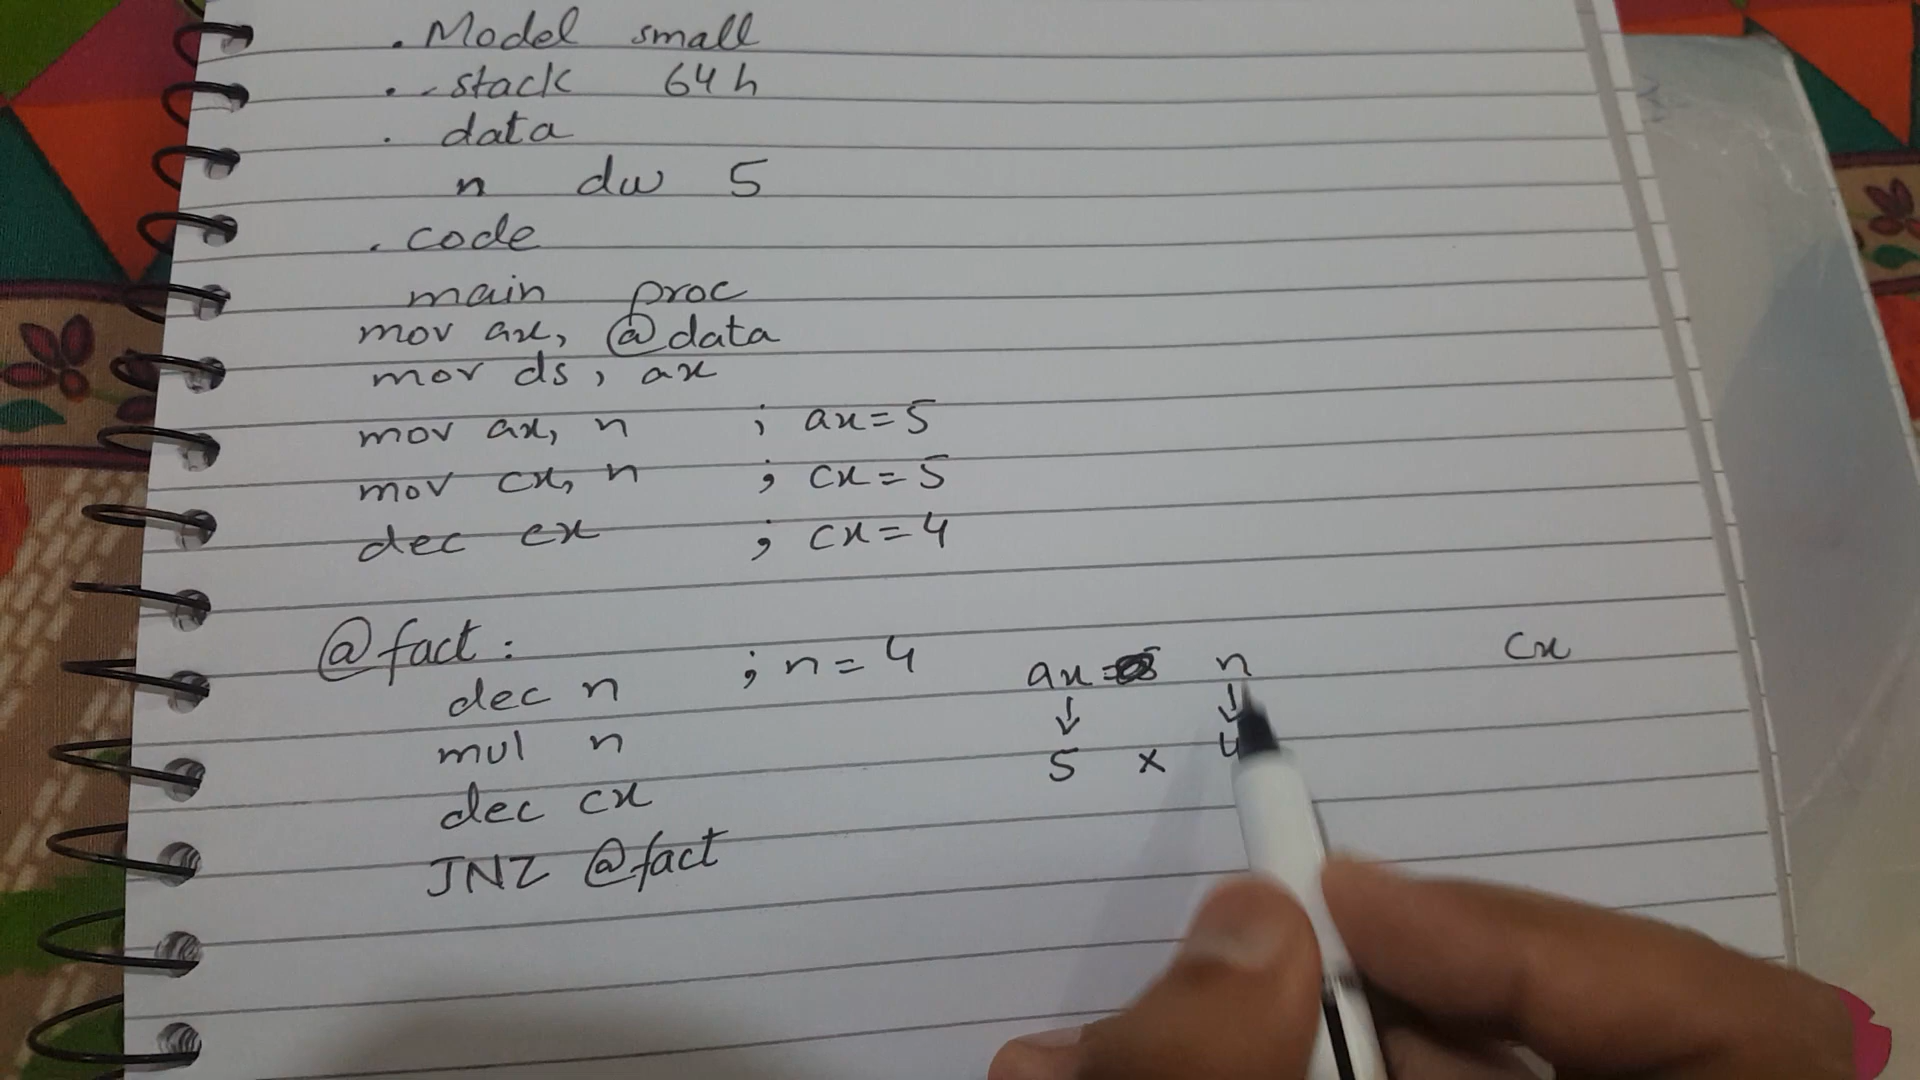 .Model small
.stack 64h
. data
n dw 5
. code
main proc
mov ax, @data
mov ds, ax
mov ax, n ; ax=5
mov cx, n ; cx=5
dec cx ; cx=4
@fact:
dec n ; n=4
mul n
dec cx
JNZ @fact
ax= n cx
↓ ↓
5 x 4